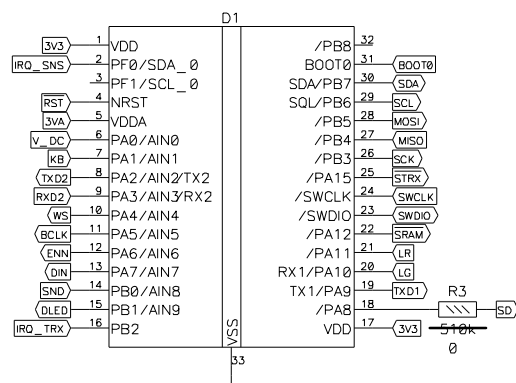 D1
3V3 1 VDD /PB8 32
IRQ_SNS 2 PF0/SDA_0 BOOT0 31 BOOT0
3 PF1/SCL_0 SDA/PB7 30 SDA
RST 4 NRST SQL/PB6 29 SCL
3VA 5 VDDA /PB5 28 MOSI
V_DC 6 PA0/AIN0 /PB4 27 MISO
KB 7 PA1/AIN1 /PB3 26 SCK
TXD2 8 PA2/AIN2/TX2 /PA15 25 STRX
RXD2 9 PA3/AIN3/RX2 /SWCLK 24 SWCLK
WS 10 PA4/AIN4 /SWDIO 23 SWDIO
BCLK 11 PA5/AIN5 /PA12 22 SRAM
ENN 12 PA6/AIN6 /PA11 21 LR
DIN 13 PA7/AIN7 RX1/PA10 20 LG
SND 14 PB0/AIN8 TX1/PA9 19 TXD1 R3
DLED 15 PB1/AIN9 /PA8 18 SD
IRQ_TRX 16 PB2 VDD 17 3V3 510k
VSS 0
33